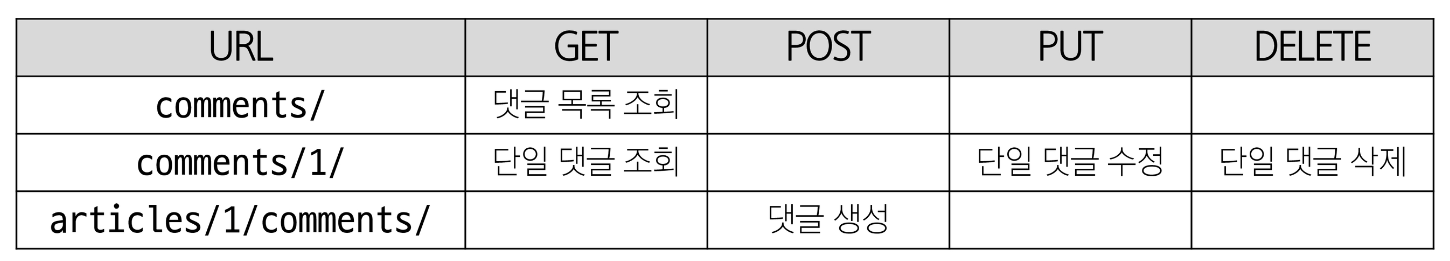 URL GET POST PUT DELETE
comments/ 댓글 목록 조회
comments/1/ 단일 댓글 조회 단일 댓글 수정 단일 댓글 삭제
articles/1/comments/ 댓글 생성